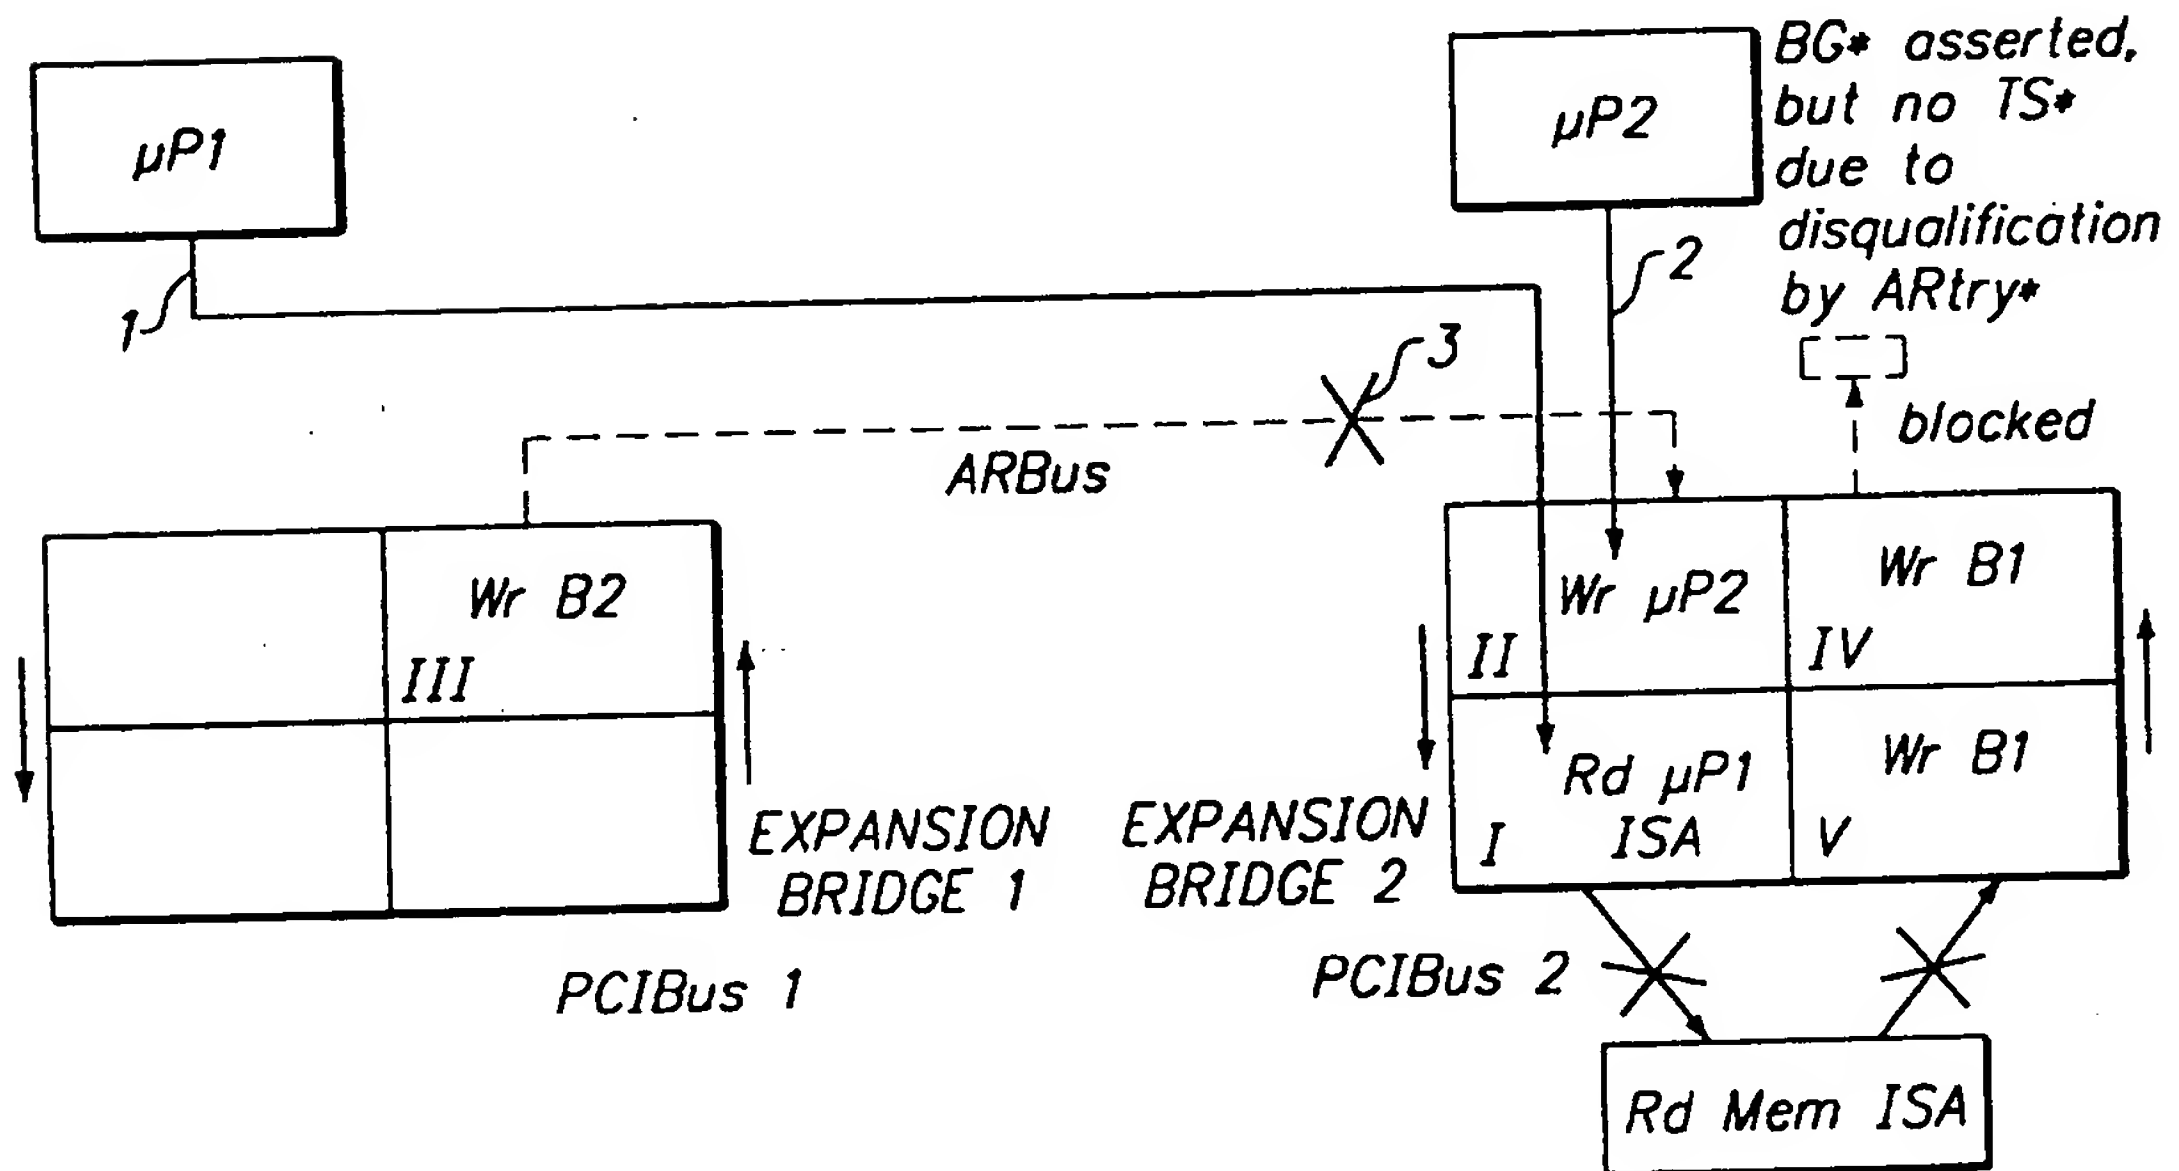 µP1
µP2
BG* asserted,
but no TS*
due to
disqualification
by ARtry*
1
2
3
blocked
ARBus
Wr B2
III
Wr µP2
II
Wr B1
IV
Rd µP1
ISA
I
Wr B1
V
EXPANSION
BRIDGE 1
EXPANSION
BRIDGE 2
PCIBus 1
PCIBus 2
Rd Mem ISA